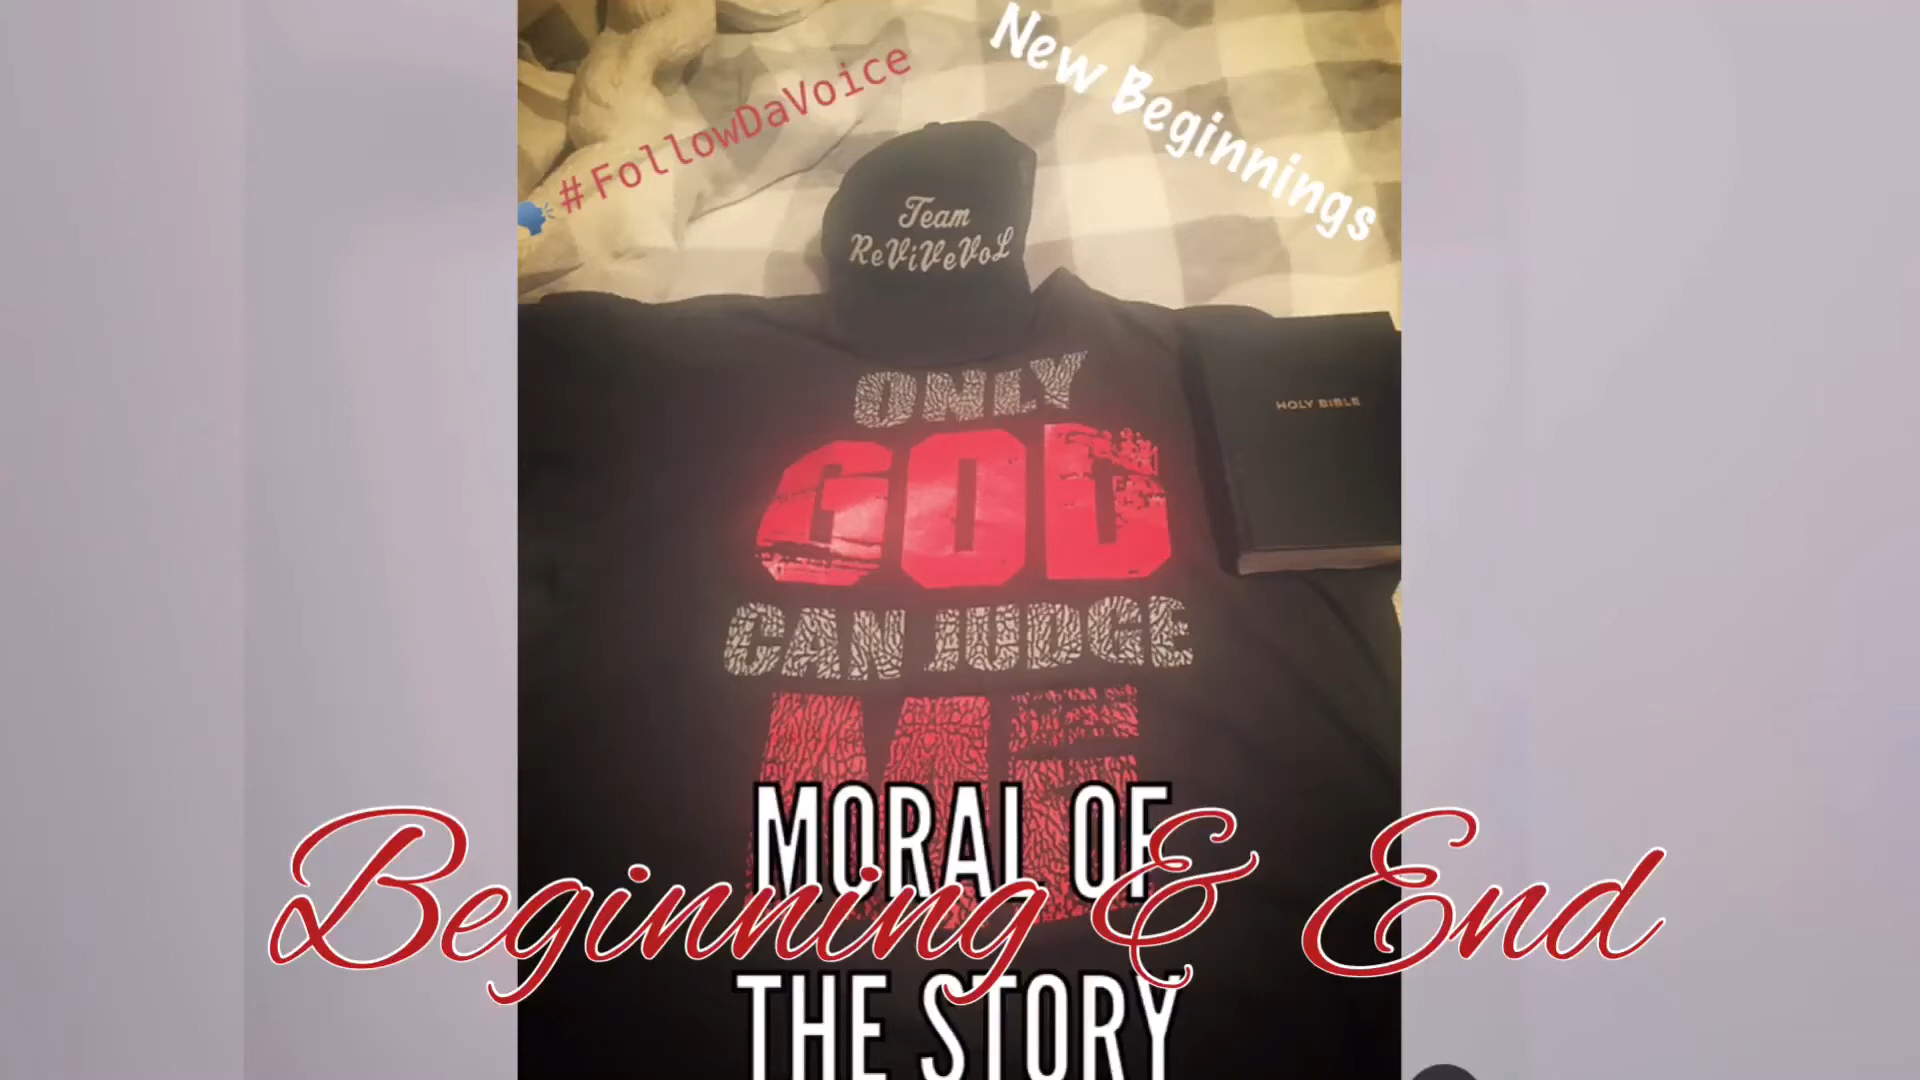 #FollowDaVoice
New Beginnings
Team
ReViVeVoL
ONLY
GOD
CAN JUDGE
ME
HOLY BIBLE
MORAL OF
Beginning & End
THE STORY